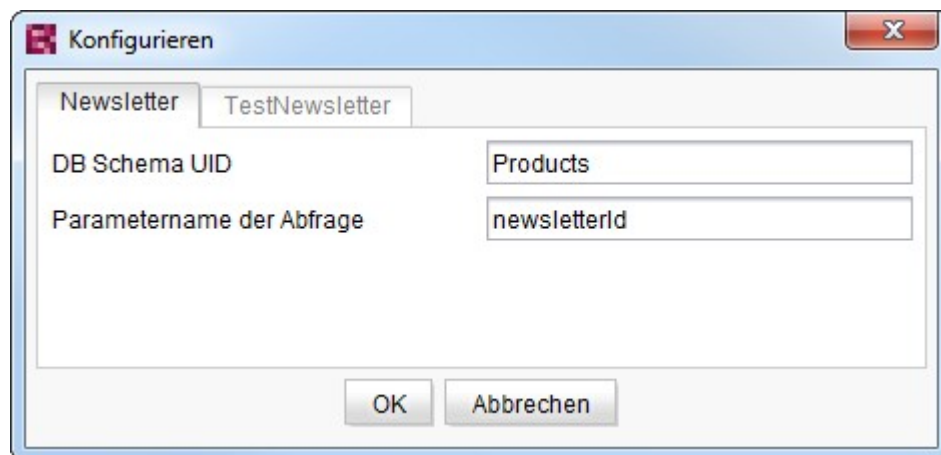 Konfigurieren
Newsletter TestNewsletter
DB Schema UID Products
Parametername der Abfrage newsletterId
OK Abbrechen